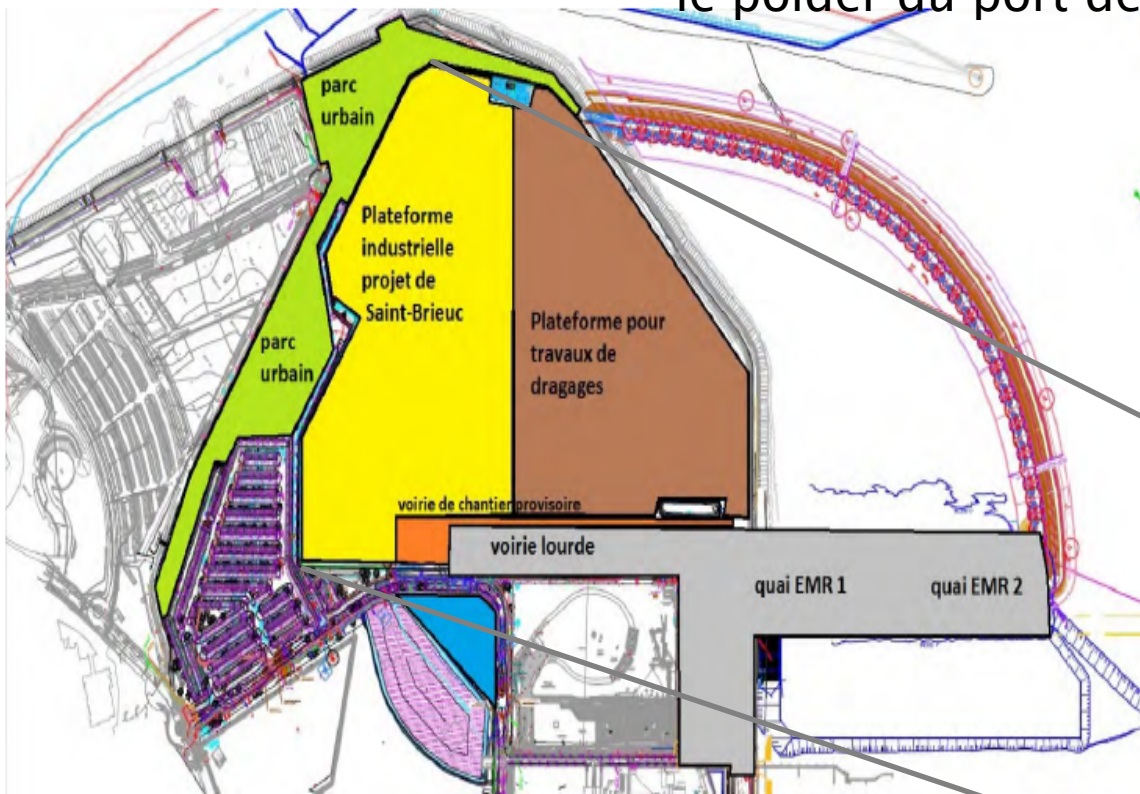 le polder du port de
parc
urbain
Plateforme
industrielle
projet de
Saint-Brieuc
parc
urbain
Plateforme pour
travaux de
dragages
voirie de chantier provisoire
voirie lourde
quai EMR 1
quai EMR 2